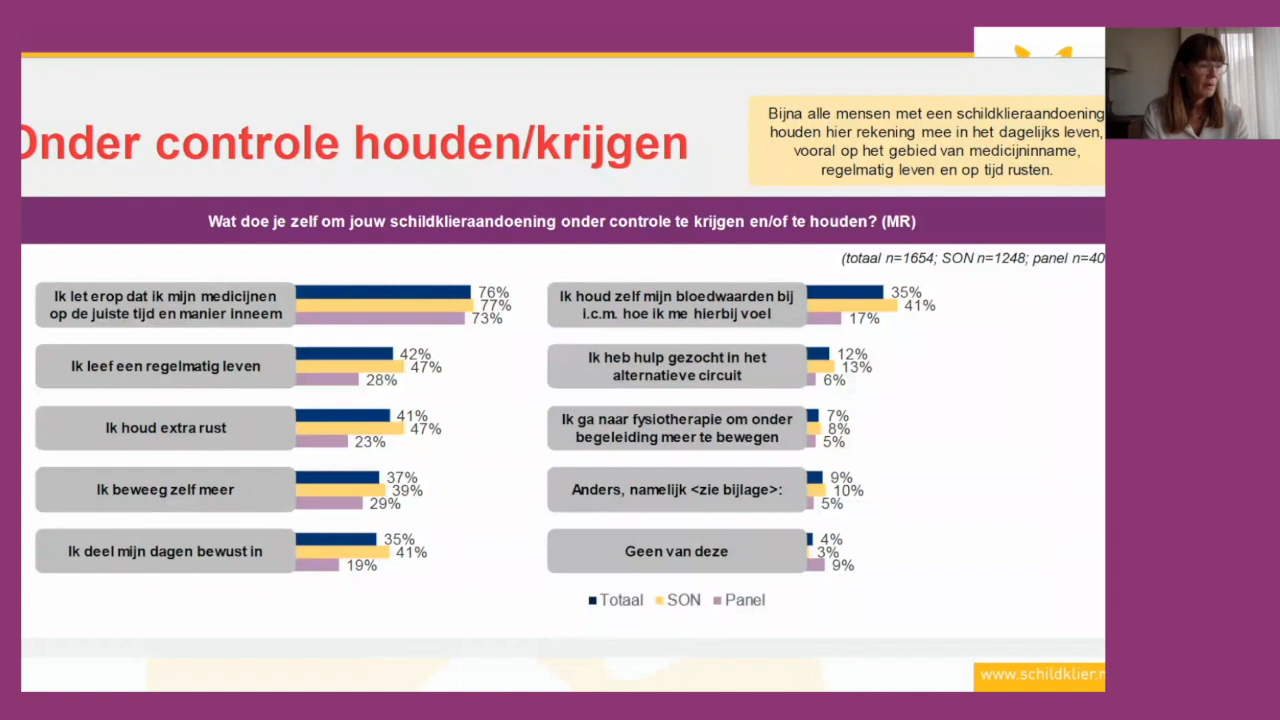 Onder controle houden/krijgen
Bijna alle mensen met een schildklieraandoening
houden hier rekening mee in het dagelijks leven,
vooral op het gebied van medicijninname,
regelmatig leven en op tijd rusten.
Wat doe je zelf om jouw schildklieraandoening onder controle te krijgen en/of te houden? (MR)
(totaal n=1654; SON n=1248; panel n=40
Ik let erop dat ik mijn medicijnen
op de juiste tijd en manier inneem
76%
77%
73%
Ik leef een regelmatig leven
42%
47%
28%
Ik houd extra rust
41%
47%
23%
Ik beweeg zelf meer
37%
39%
29%
Ik deel mijn dagen bewust in
35%
41%
19%
Ik houd zelf mijn bloedwaarden bij
i.c.m. hoe ik me hierbij voel
35%
41%
17%
Ik heb hulp gezocht in het
alternatieve circuit
12%
13%
6%
Ik ga naar fysiotherapie om onder
begeleiding meer te bewegen
7%
8%
5%
Anders, namelijk <zie bijlage>:
9%
10%
5%
Geen van deze
4%
3%
9%
Totaal SON Panel
www.schildklier.n